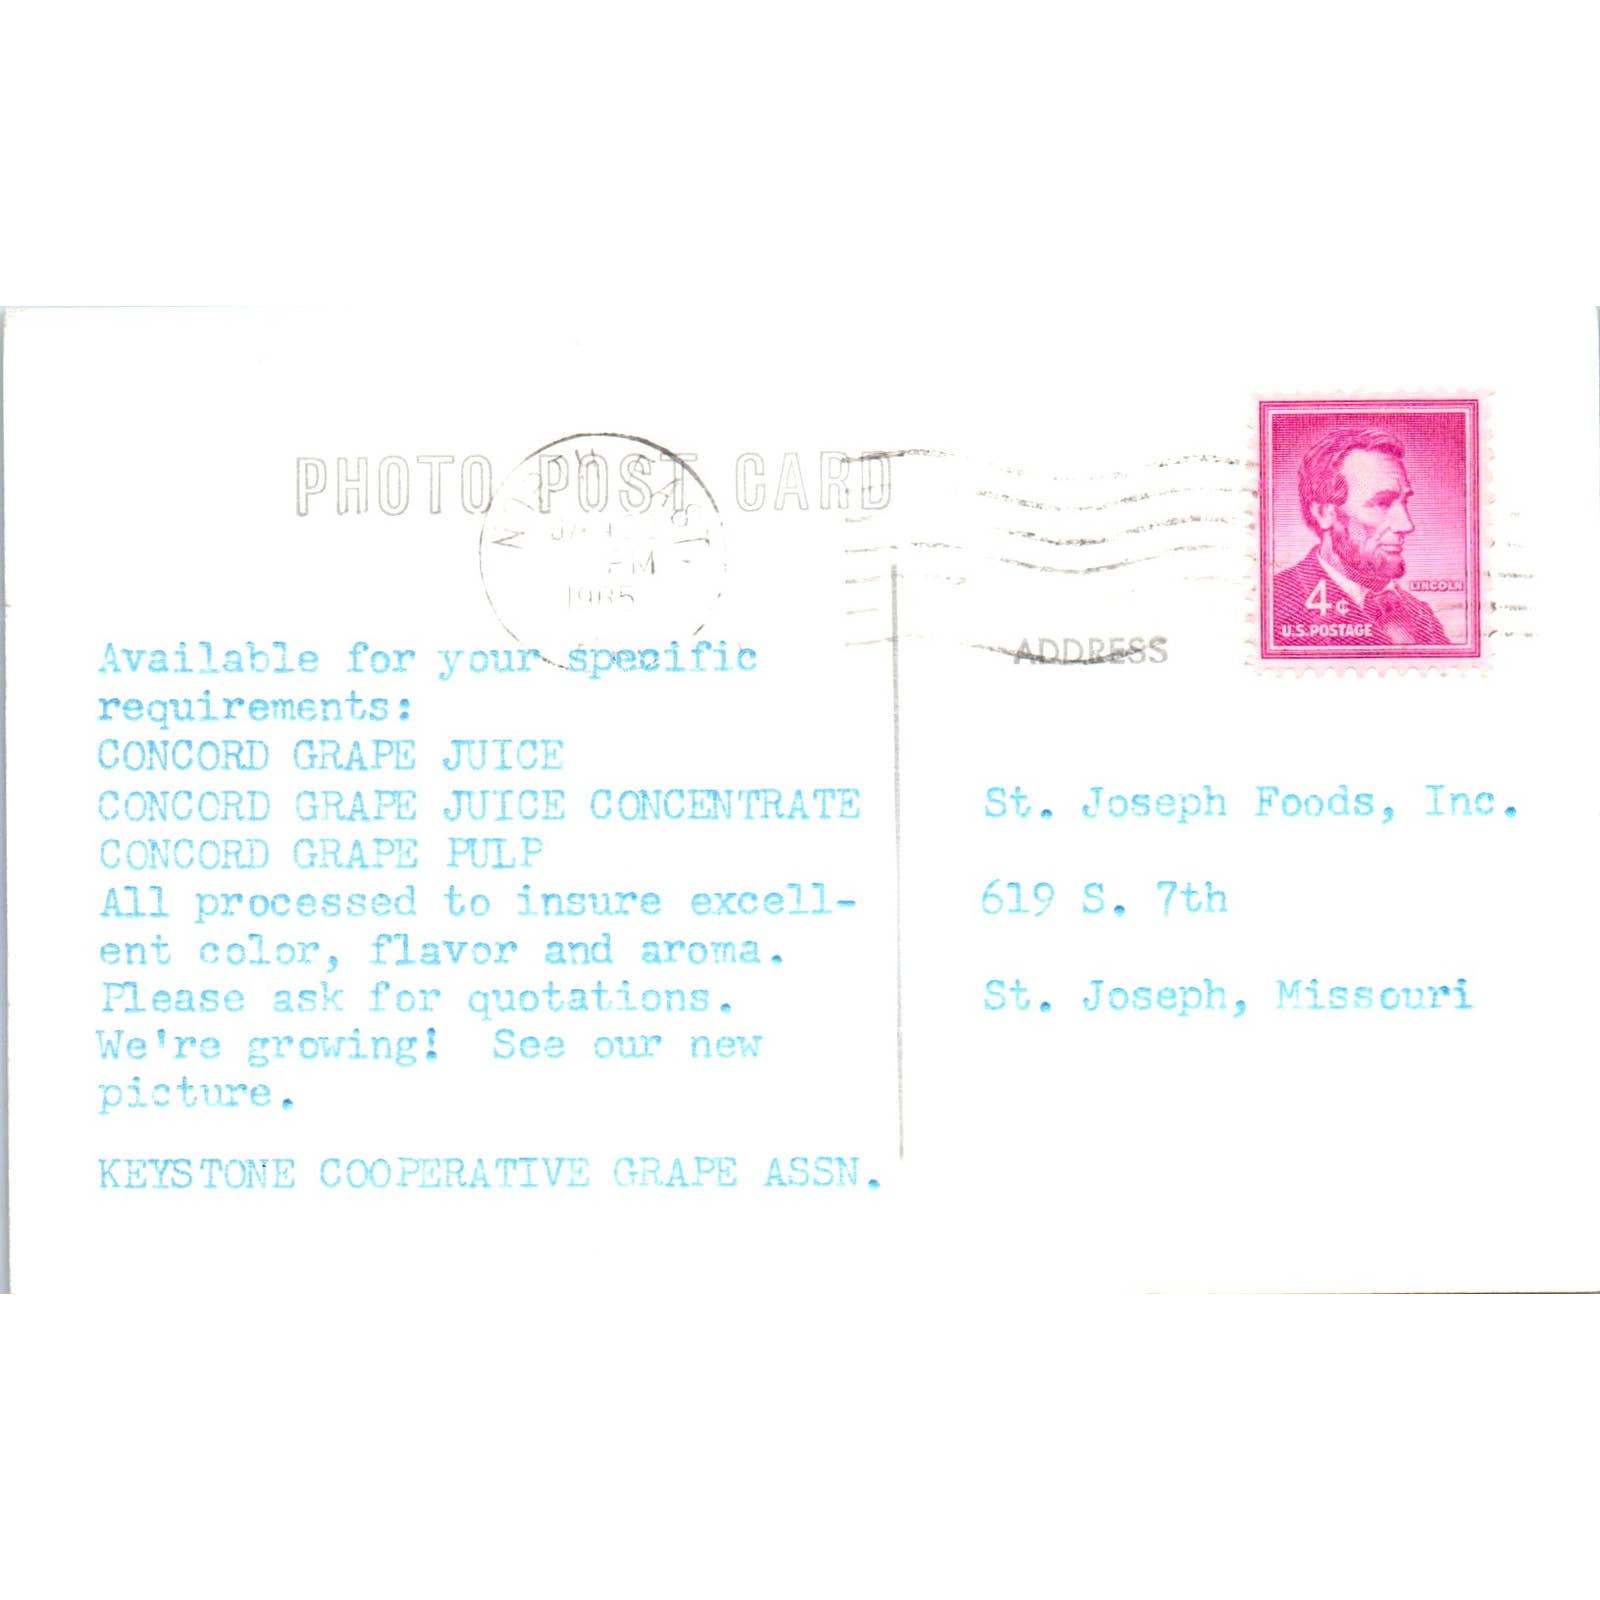 PHOTO POST CARD
PM
1965
LINCOLN
4¢
U.S. POSTAGE
ADDRESS
Available for your specific
requirements:
CONCORD GRAPE JUICE
CONCORD GRAPE JUICE CONCENTRATE
CONCORD GRAPE PULP
All processed to insure excell-
ent color, flavor and aroma.
Please ask for quotations.
We're growing! See our new
picture.
KEYSTONE COOPERATIVE GRAPE ASSN.
St. Joseph Foods, Inc.
619 S. 7th
St. Joseph, Missouri